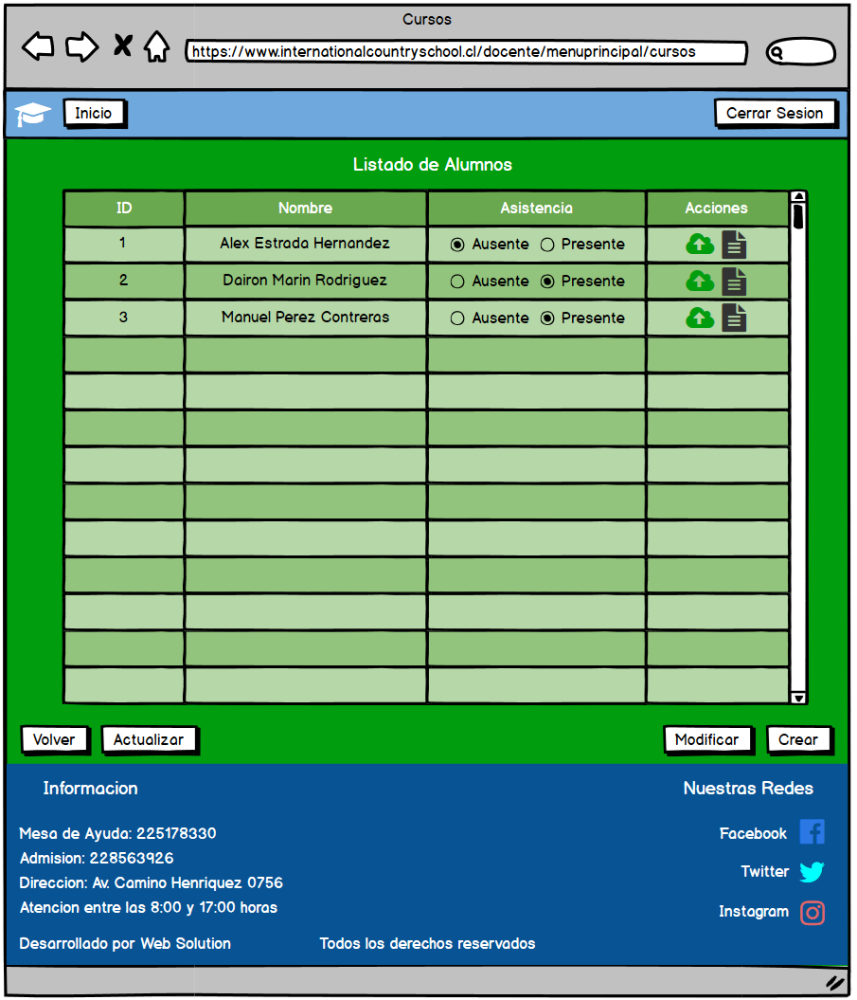 Cursos
https://www.internationalcountryschool.cl/docente/menuprincipal/cursos
Inicio
Cerrar Sesion
Listado de Alumnos
ID Nombre Asistencia Acciones
1 Alex Estrada Hernandez Ausente Presente
2 Dairon Marin Rodriguez Ausente Presente
3 Manuel Perez Contreras Ausente Presente
Volver Actualizar Modificar Crear
Informacion
Mesa de Ayuda: 225178330
Admision: 228563926
Direccion: Av. Camino Henriquez 0756
Atencion entre las 8:00 y 17:00 horas
Nuestras Redes
Facebook
Twitter
Instagram
Desarrollado por Web Solution
Todos los derechos reservados